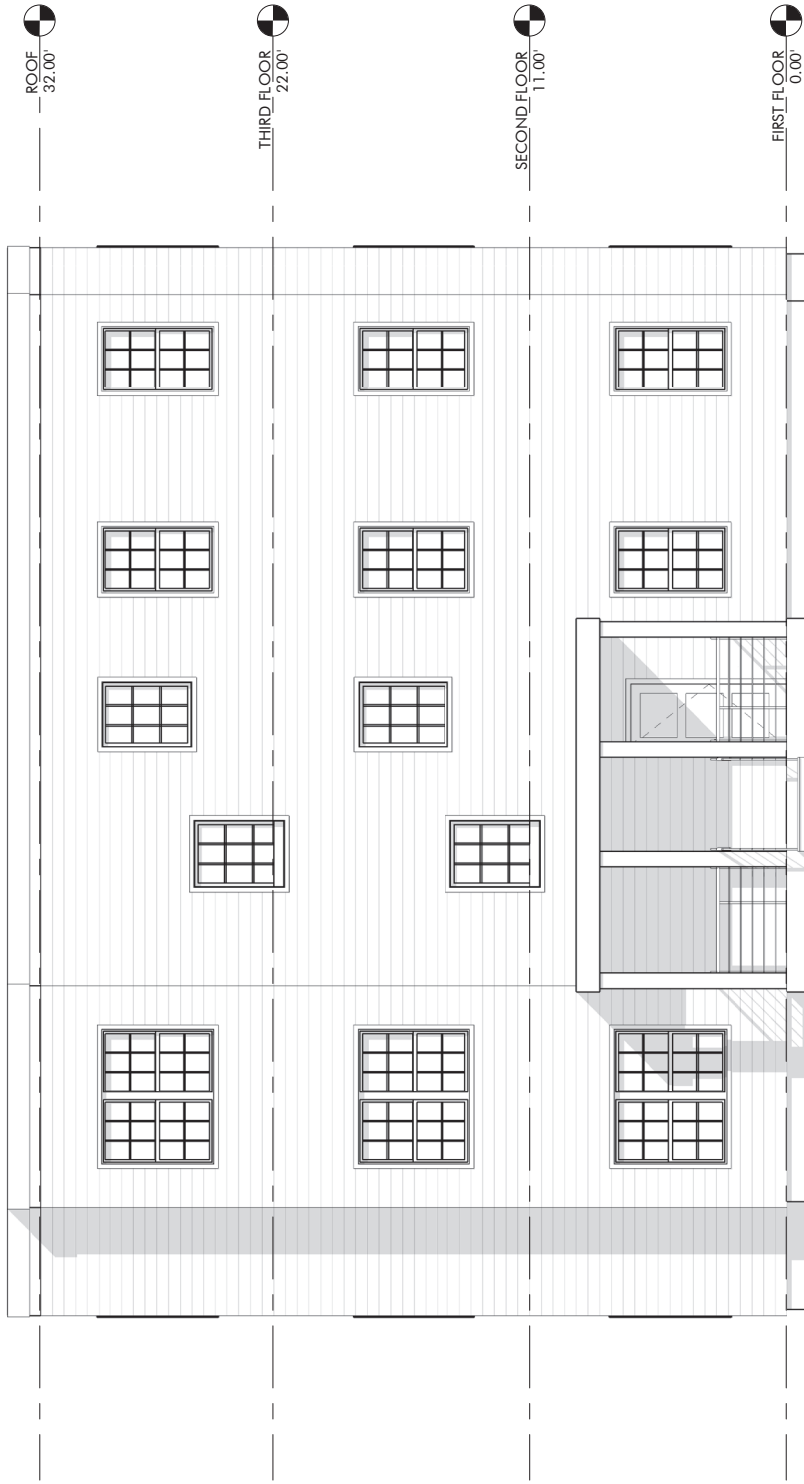 ROOF
32.00'
THIRD FLOOR
22.00'
SECOND FLOOR
11.00'
FIRST FLOOR
0.00'